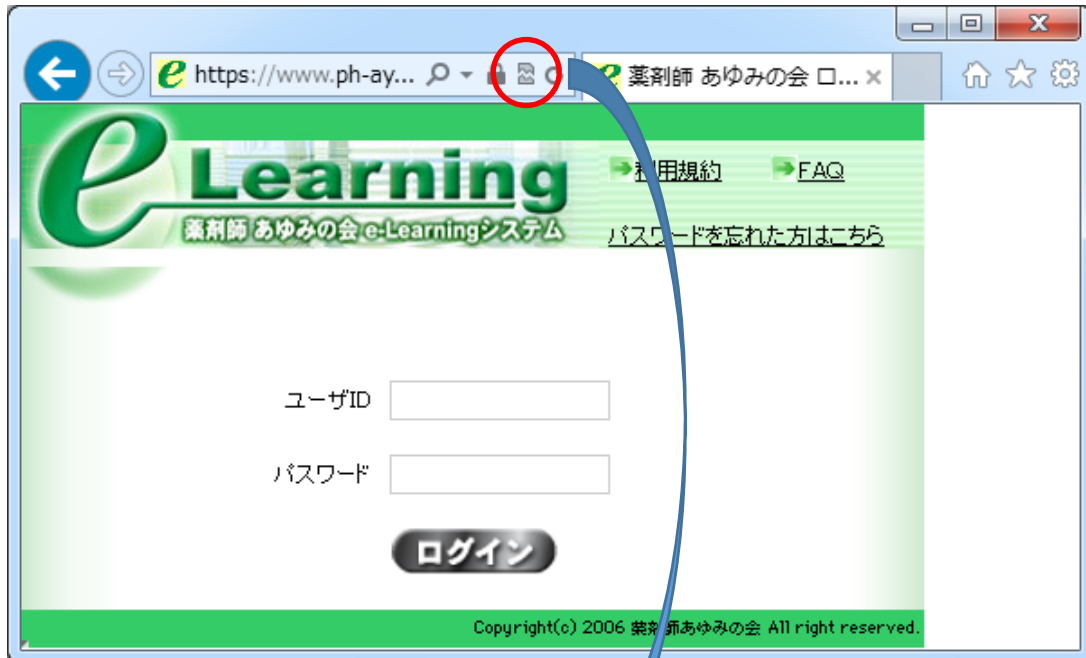 https://www.ph-ay...
薬剤師 あゆみの会 ロ...
e Learning
薬剤師 あゆみの会 e-Learningシステム
利用規約 FAQ
パスワードを忘れた方はこちら
ユーザID
パスワード
ログイン
Copyright(c) 2006 薬剤師あゆみの会 All right reserved.